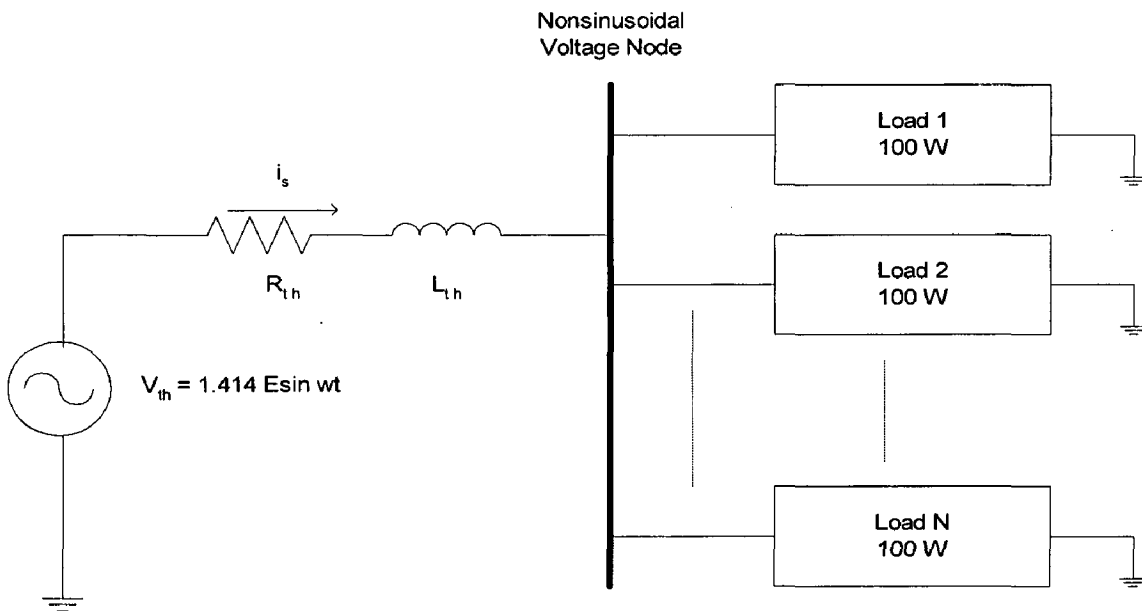 Nonsinusoidal
Voltage Node
Load 1
100 W
i_s
Load 2
100 W
R_th
L_th
V_th = 1.414 Esin wt
Load N
100 W